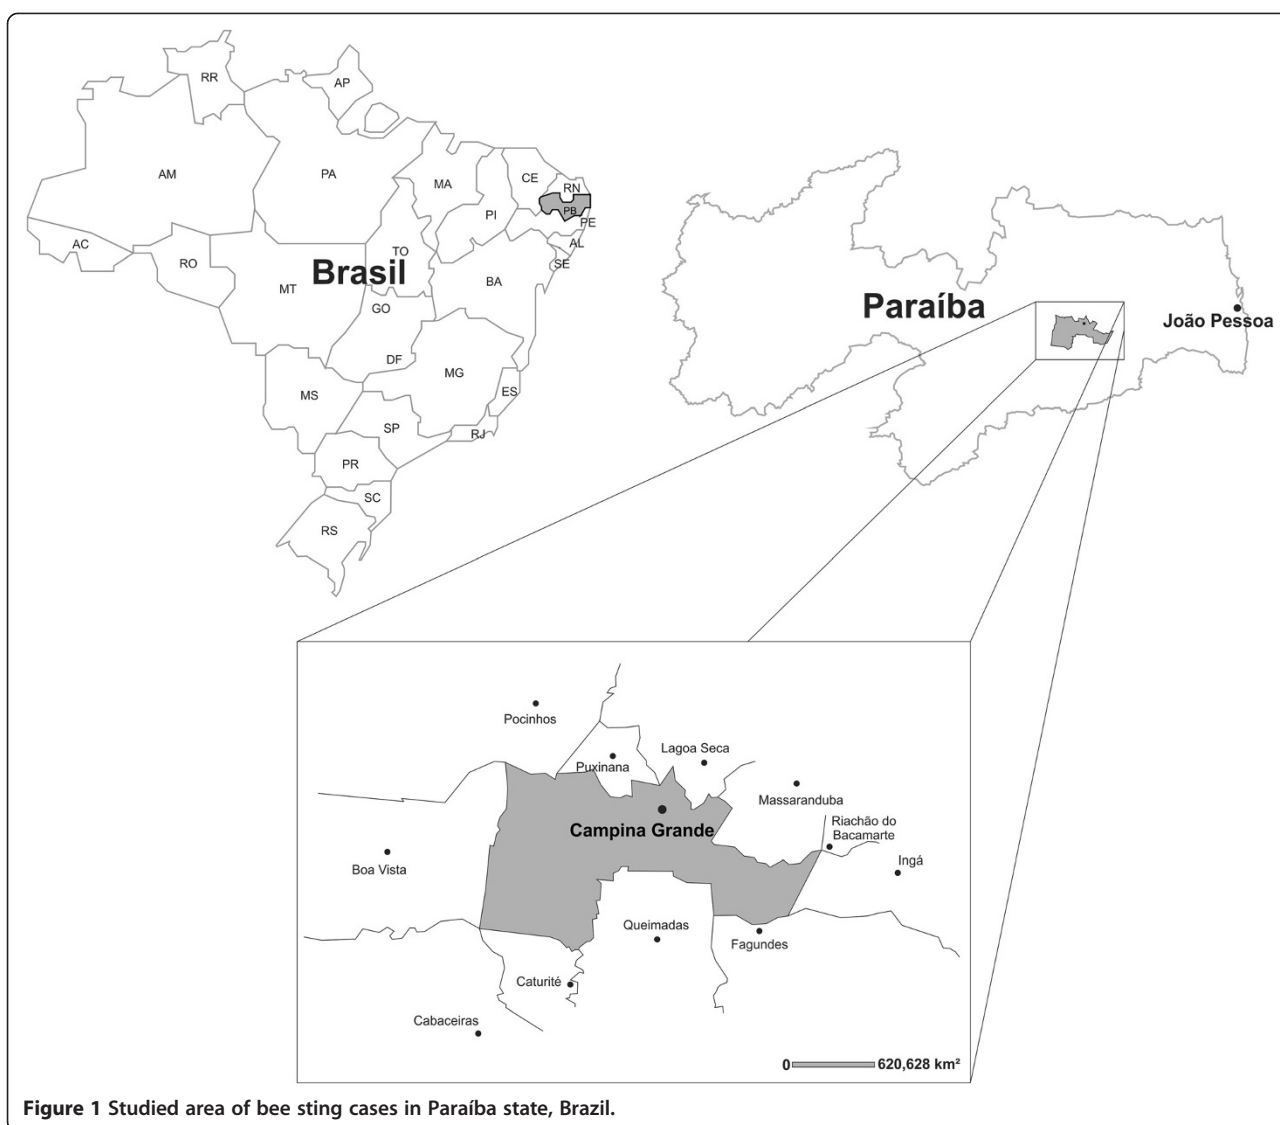 RR
AP
AM
PA
MA
CE
RN
PB
PI
PE
AL
SE
AC
RO
TO
BA
Brasil
MT
GO
DF
MG
MS
ES
SP
RJ
PR
SC
RS
Paraíba
João Pessoa
Pocinhos
Puxinana
Lagoa Seca
Massaranduba
Campina Grande
Riachão do
Bacamarte
Ingá
Boa Vista
Queimadas
Fagundes
Caturité
Cabaceiras
0 620,628 km²
Figure 1 Studied area of bee sting cases in Paraíba state, Brazil.